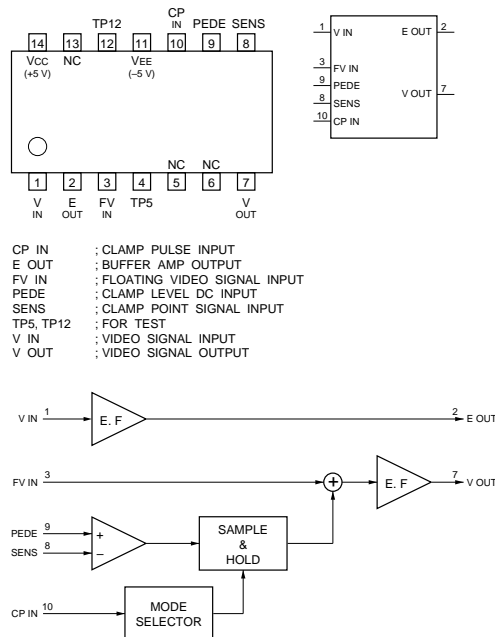 TP12 CP IN PEDE SENS
14 13 12 11 10 9 8
VCC (+5 V) NC VEE (–5 V)
NC NC
1 2 3 4 5 6 7
V IN E OUT FV IN TP5 V OUT
1 V IN E OUT 2
3 FV IN
9 PEDE V OUT 7
8 SENS
10 CP IN
CP IN ; CLAMP PULSE INPUT
E OUT ; BUFFER AMP OUTPUT
FV IN ; FLOATING VIDEO SIGNAL INPUT
PEDE ; CLAMP LEVEL DC INPUT
SENS ; CLAMP POINT SIGNAL INPUT
TP5, TP12 ; FOR TEST
V IN ; VIDEO SIGNAL INPUT
V OUT ; VIDEO SIGNAL OUTPUT
V IN 1 E. F 2 E OUT
FV IN 3 + E. F 7 V OUT
PEDE 9 +
SENS 8 –
SAMPLE
&
HOLD
CP IN 10
MODE
SELECTOR